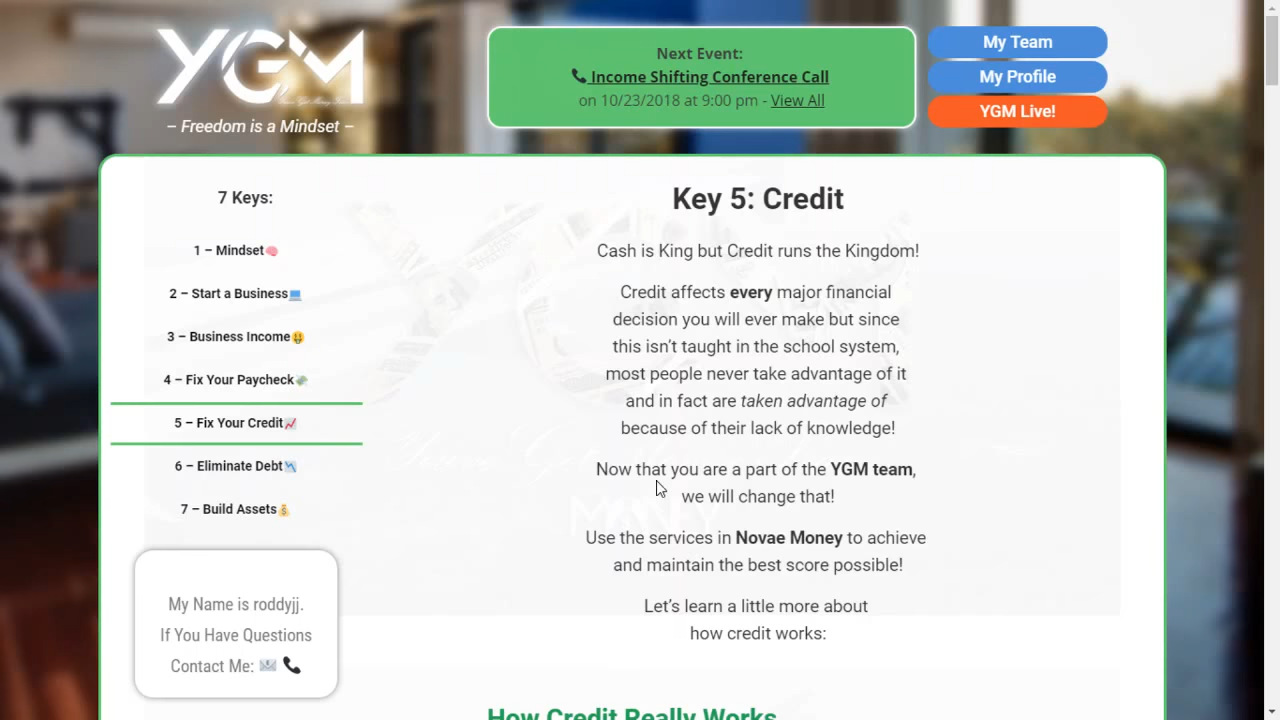 YGM
– Freedom is a Mindset –
Next Event:
Income Shifting Conference Call
on 10/23/2018 at 9:00 pm - View All
My Team
My Profile
YGM Live!
7 Keys:
1 – Mindset
2 – Start a Business
3 – Business Income
4 – Fix Your Paycheck
5 – Fix Your Credit
6 – Eliminate Debt
7 – Build Assets
My Name is roddyjj.
If You Have Questions
Contact Me:
Key 5: Credit
Cash is King but Credit runs the Kingdom!
Credit affects every major financial
decision you will ever make but since
this isn’t taught in the school system,
most people never take advantage of it
and in fact are taken advantage of
because of their lack of knowledge!
Now that you are a part of the YGM team,
we will change that!
Use the services in Novae Money to achieve
and maintain the best score possible!
Let’s learn a little more about
how credit works:
How Credit Really Works